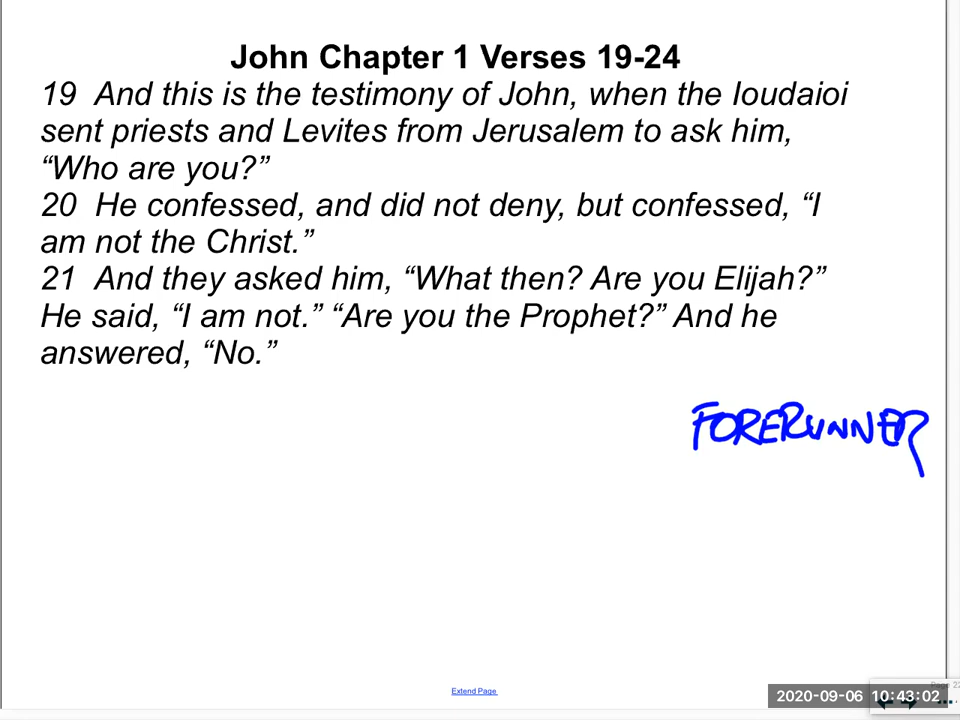 John Chapter 1 Verses 19-24
19  And this is the testimony of John, when the Ioudaioi
sent priests and Levites from Jerusalem to ask him,
“Who are you?”
20  He confessed, and did not deny, but confessed, “I
am not the Christ.”
21  And they asked him, “What then? Are you Elijah?”
He said, “I am not.” “Are you the Prophet?” And he
answered, “No.”
FORERUNNER
Extend Page
2020-09-06 10:43:02